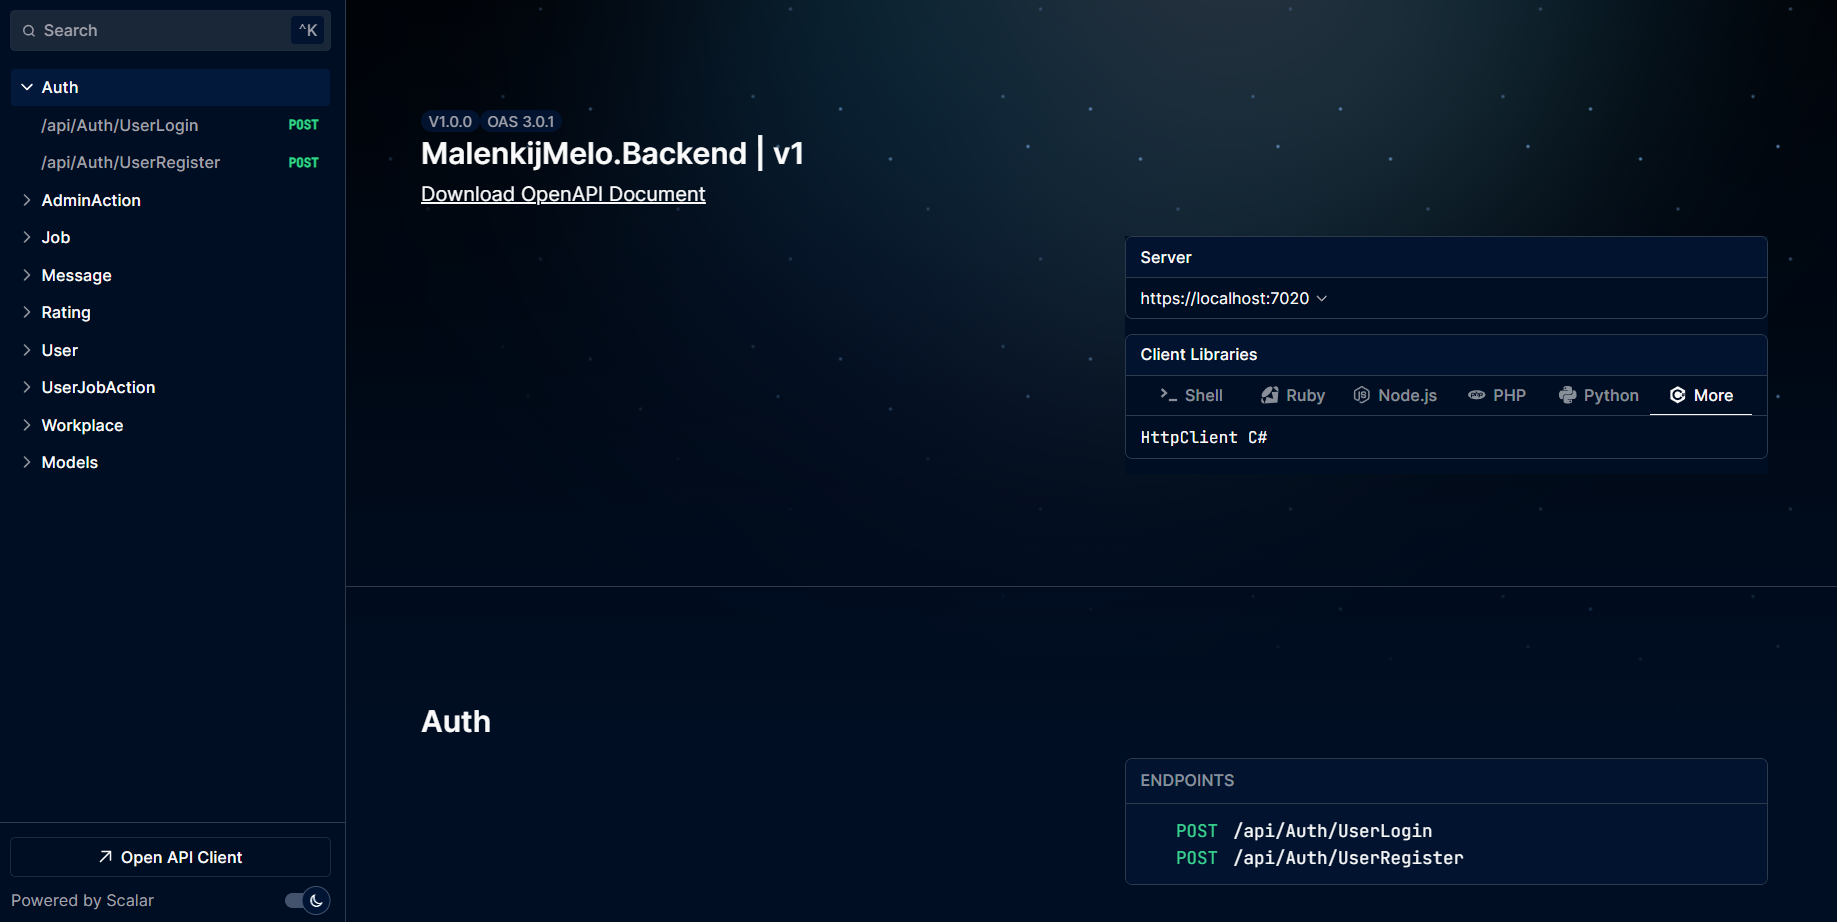 Search
^K
Auth
/api/Auth/UserLogin POST
/api/Auth/UserRegister POST
AdminAction
Job
Message
Rating
User
UserJobAction
Workplace
Models
Open API Client
Powered by Scalar
V1.0.0 OAS 3.0.1
MalenkijMelo.Backend | v1
Download OpenAPI Document
Server
https://localhost:7020
Client Libraries
Shell Ruby Node.js PHP Python More
HttpClient C#
Auth
ENDPOINTS
POST /api/Auth/UserLogin
POST /api/Auth/UserRegister